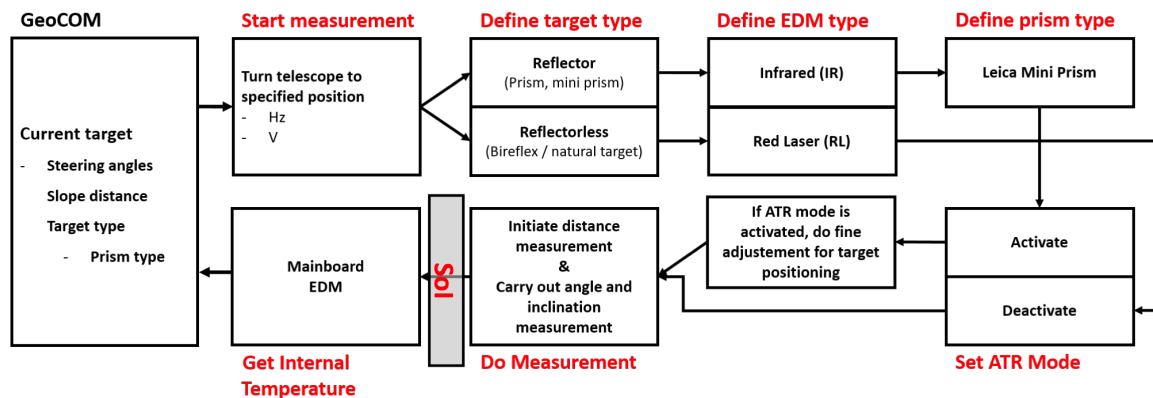 GeoCOM
Start measurement
Define target type
Define EDM type
Define prism type
Current target
- Steering angles
Slope distance
Target type
- Prism type
Turn telescope to
specified position
- Hz
- V
Reflector
(Prism, mini prism)
Reflectorless
(Bireflex / natural target)
Infrared (IR)
Red Laser (RL)
Leica Mini Prism
Activate
Deactivate
Set ATR Mode
If ATR mode is
activated, do fine
adjustement for target
positioning
Initiate distance
measurement
&
Carry out angle and
inclination
measurement
Do Measurement
SoI
Mainboard
EDM
Get Internal
Temperature